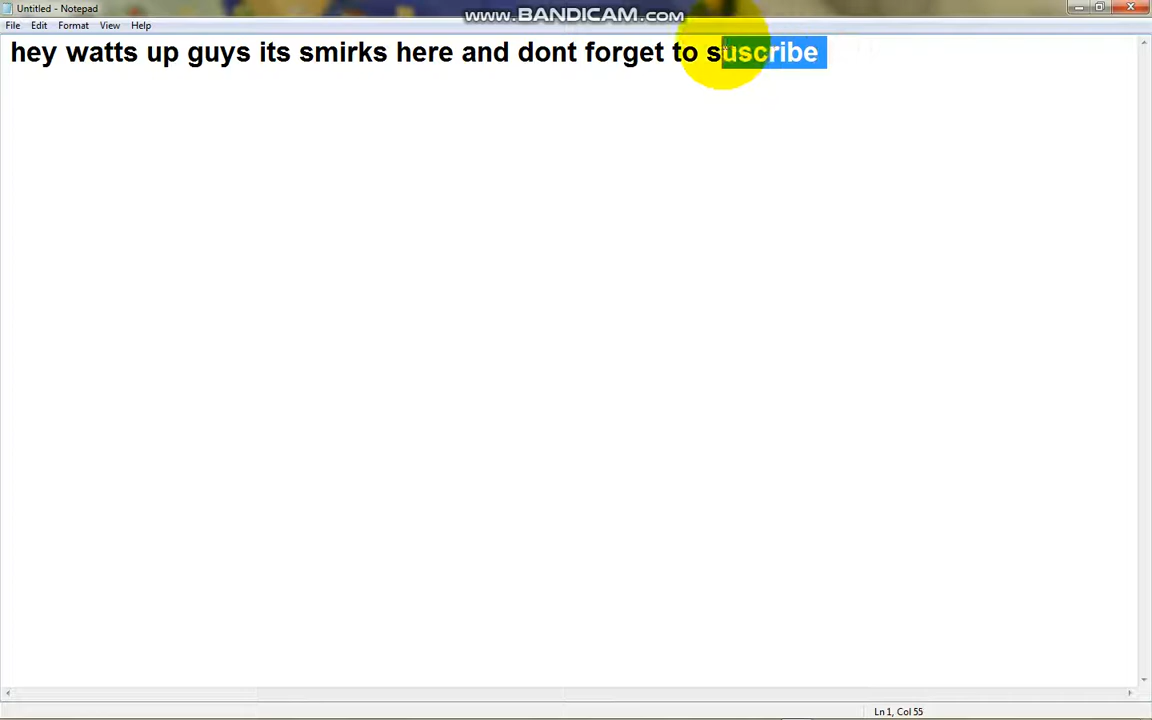 www.BANDICAM.com
Untitled - Notepad
File Edit Format View Help
hey watts up guys its smirks here and dont forget to suscribe
Ln 1, Col 55